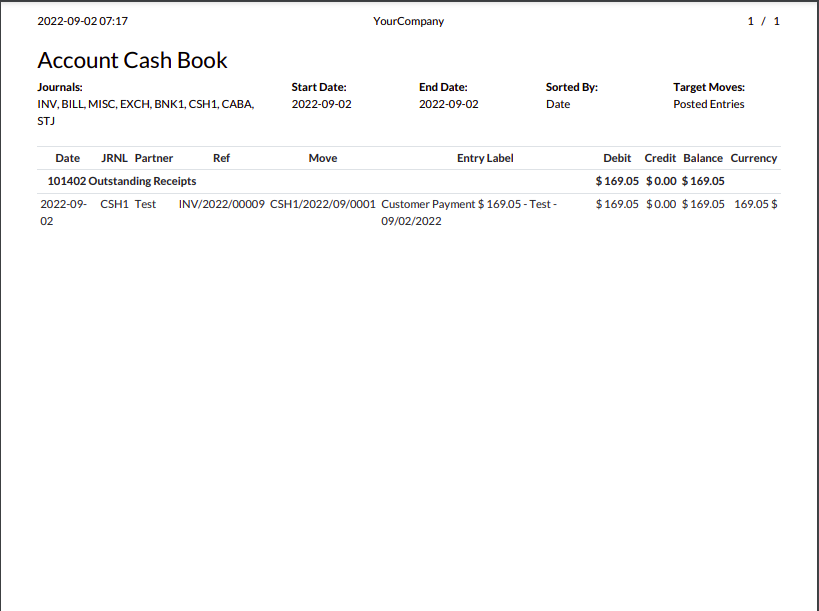 2022-09-02 07:17 YourCompany 1 / 1
Account Cash Book
Journals: Start Date: End Date: Sorted By: Target Moves:
INV, BILL, MISC, EXCH, BNK1, CSH1, CABA, 2022-09-02 2022-09-02 Date Posted Entries
STJ
Date JRNL Partner Ref Move Entry Label Debit Credit Balance Currency
101402 Outstanding Receipts $ 169.05 $ 0.00 $ 169.05
2022-09- CSH1 Test INV/2022/00009 CSH1/2022/09/0001 Customer Payment $ 169.05 - Test - $ 169.05 $ 0.00 $ 169.05 169.05 $
02 09/02/2022